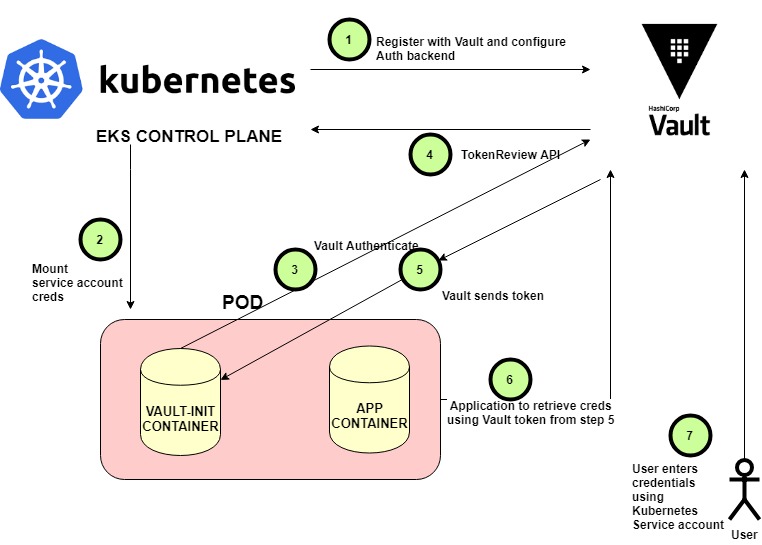 1
Register with Vault and configure
Auth backend
kubernetes
HashiCorp
Vault
EKS CONTROL PLANE
4
TokenReview API
2
Mount
service account
creds
Vault Authenticate
3
5
Vault sends token
POD
VAULT-INIT
CONTAINER
APP
CONTAINER
6
Application to retrieve creds
using Vault token from step 5
7
User enters
credentials
using
Kubernetes
Service account
User